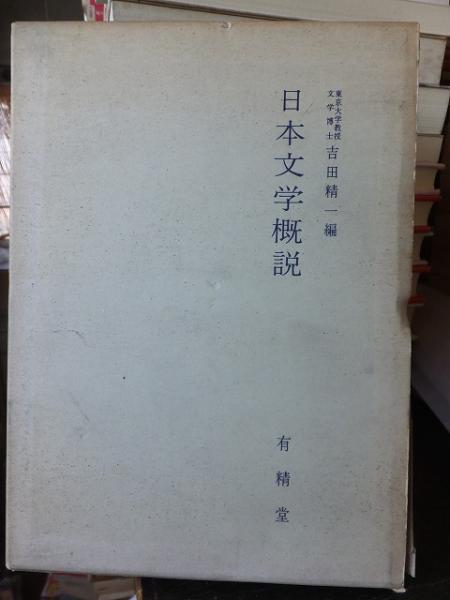 東京大学教授
文学博士
吉田精一編
日本文学概説
有精堂